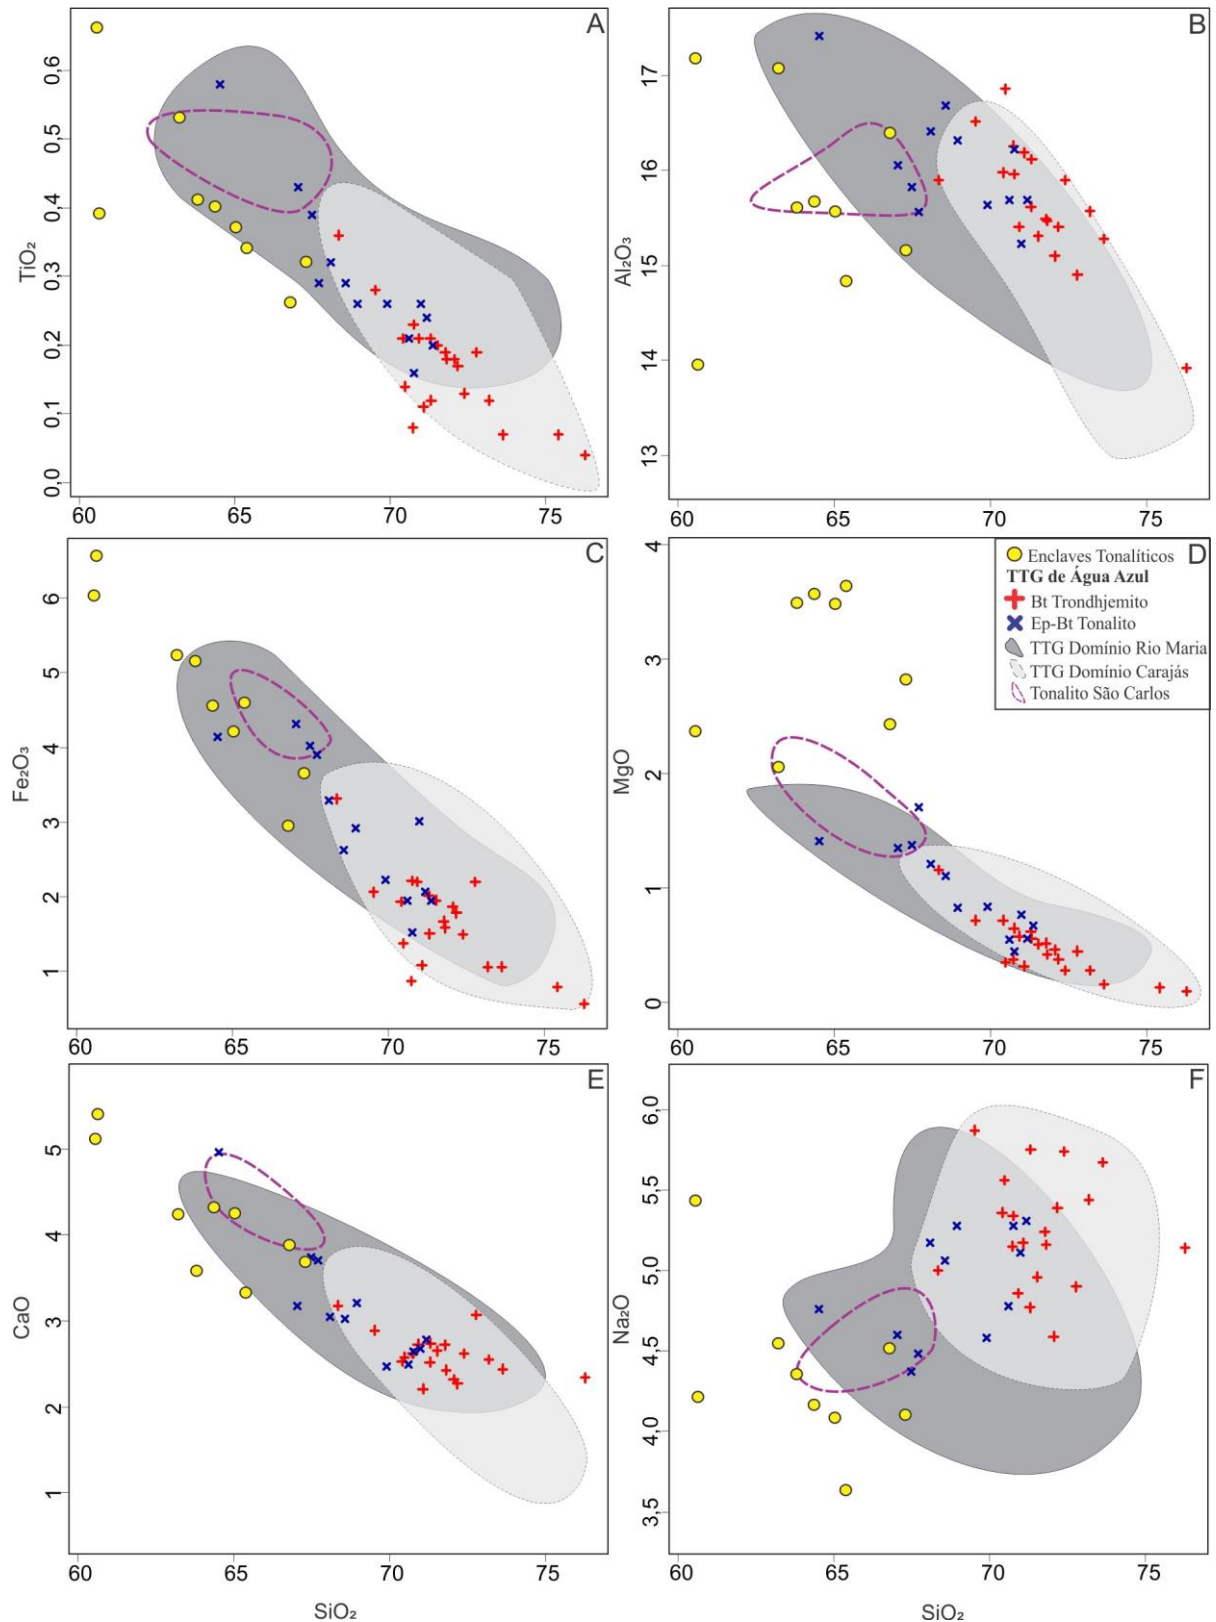 A
TiO₂
0,6
0,5
0,4
0,3
0,2
0,1
0,0
60
65
70
75
B
Al₂O₃
17
16
15
14
13
60
65
70
75
C
Fe₂O₃
6
5
4
3
2
1
60
65
70
75
D
MgO
4
3
2
1
0
60
65
70
75
Enclaves Tonalíticos
TTG de Água Azul
Bt Trondhjemito
Ep-Bt Tonalito
TTG Domínio Rio Maria
TTG Domínio Carajás
Tonalito São Carlos
E
CaO
5
4
3
2
1
60
65
70
75
SiO₂
F
Na₂O
6,0
5,5
5,0
4,5
4,0
3,5
60
65
70
75
SiO₂